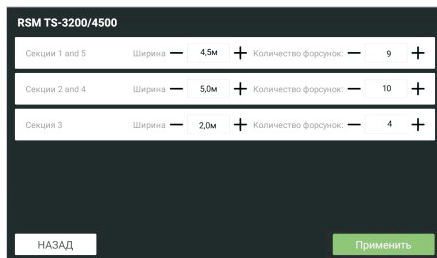 RSM TS-3200/4500
Секции 1 and 5 Ширина — 4,5м + Количество форсунок: — 9 +
Секции 2 and 4 Ширина — 5,0м + Количество форсунок: — 10 +
Секция 3 Ширина — 2,0м + Количество форсунок: — 4 +
НАЗАД Применить